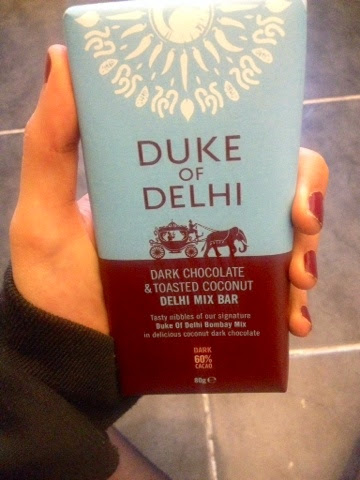 DUKE
OF
DELHI
DARK CHOCOLATE
& TOASTED COCONUT
DELHI MIX BAR
Tasty nibbles of our signature
Duke Of Delhi Bombay Mix
in delicious coconut dark chocolate
DARK
60%
CACAO
80g ℮